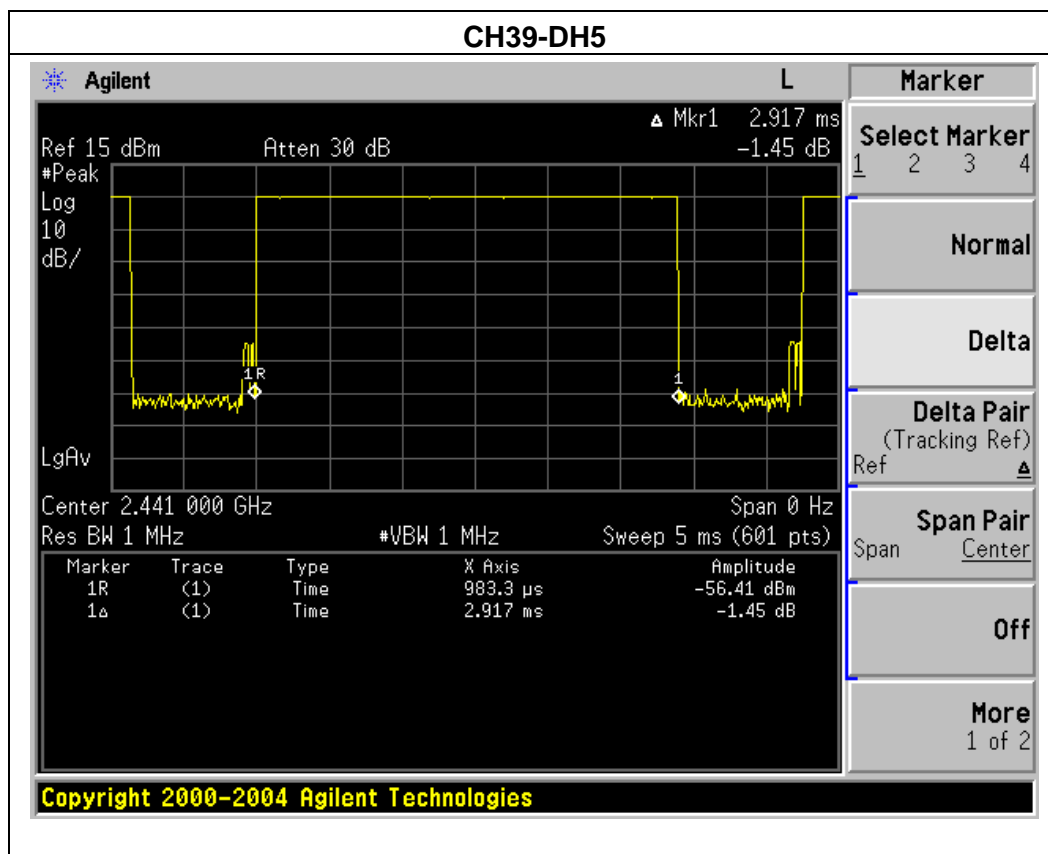 CH39-DH5
Agilent L
Δ Mkr1 2.917 ms
Ref 15 dBm Atten 30 dB -1.45 dB
#Peak
Log
10
dB/
1R
1
LgAv
Center 2.441 000 GHz Span 0 Hz
Res BW 1 MHz #VBW 1 MHz Sweep 5 ms (601 pts)
Marker Trace Type X Axis Amplitude
1R (1) Time 983.3 µs -56.41 dBm
1Δ (1) Time 2.917 ms -1.45 dB
Copyright 2000-2004 Agilent Technologies
Marker
Select Marker
1 2 3 4
Normal
Delta
Delta Pair
(Tracking Ref)
Ref Δ
Span Pair
Span Center
Off
More
1 of 2